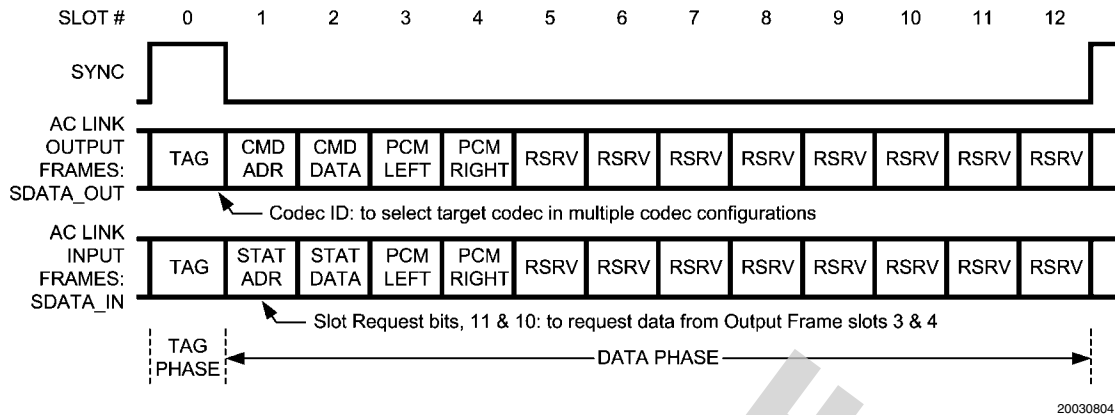 SLOT # 0 1 2 3 4 5 6 7 8 9 10 11 12
SYNC
AC LINK
OUTPUT
FRAMES:
SDATA_OUT
TAG
CMD ADR
CMD DATA
PCM LEFT
PCM RIGHT
RSRV RSRV RSRV RSRV RSRV RSRV RSRV RSRV
Codec ID: to select target codec in multiple codec configurations
AC LINK
INPUT
FRAMES:
SDATA_IN
TAG
STAT ADR
STAT DATA
PCM LEFT
PCM RIGHT
RSRV RSRV RSRV RSRV RSRV RSRV RSRV RSRV
Slot Request bits, 11 & 10: to request data from Output Frame slots 3 & 4
TAG
PHASE
DATA PHASE
20030804